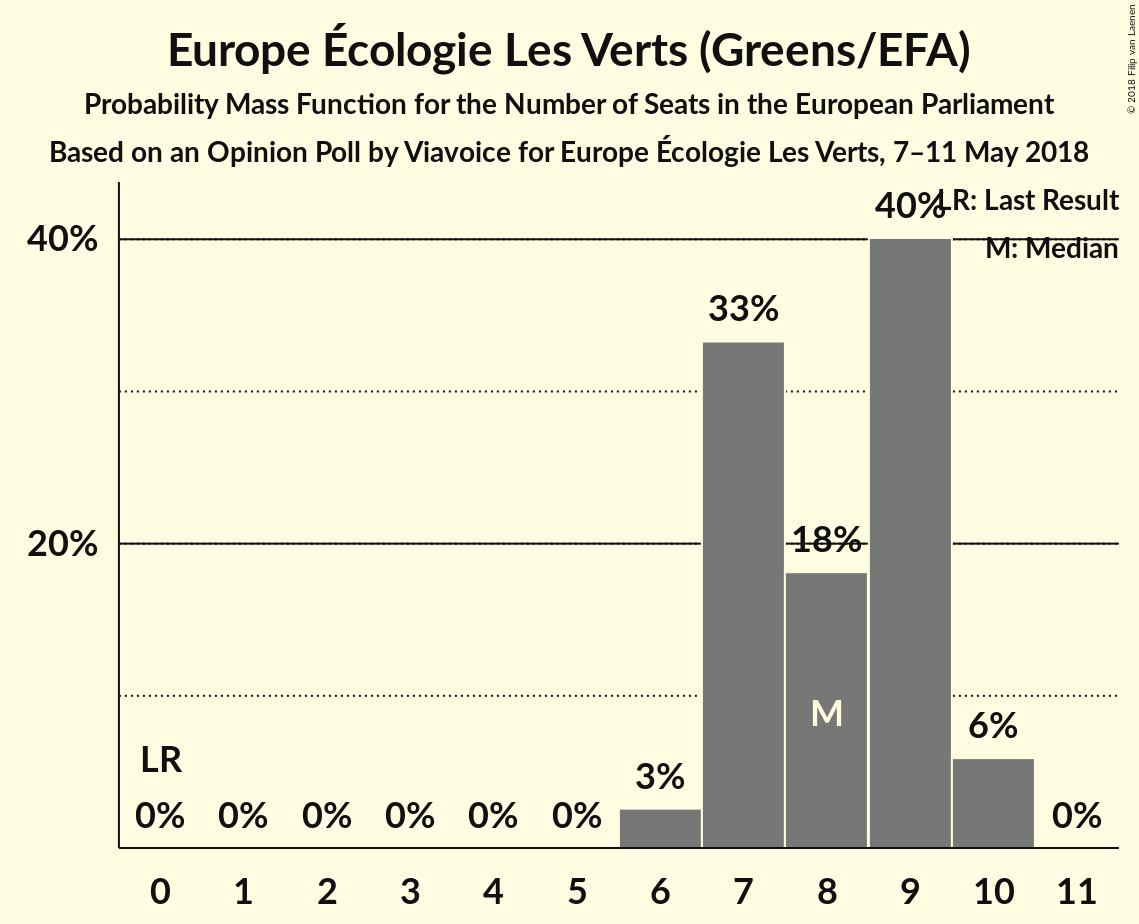 Europe Écologie Les Verts (Greens/EFA)
Probability Mass Function for the Number of Seats in the European Parliament
Based on an Opinion Poll by Viavoice for Europe Écologie Les Verts, 7–11 May 2018
© 2018 Filip van Laenen
LR: Last Result
M: Median
40%
20%
40%
33%
18%
M
6%
3%
LR
0% 0% 0% 0% 0% 0% 0%
0 1 2 3 4 5 6 7 8 9 10 11